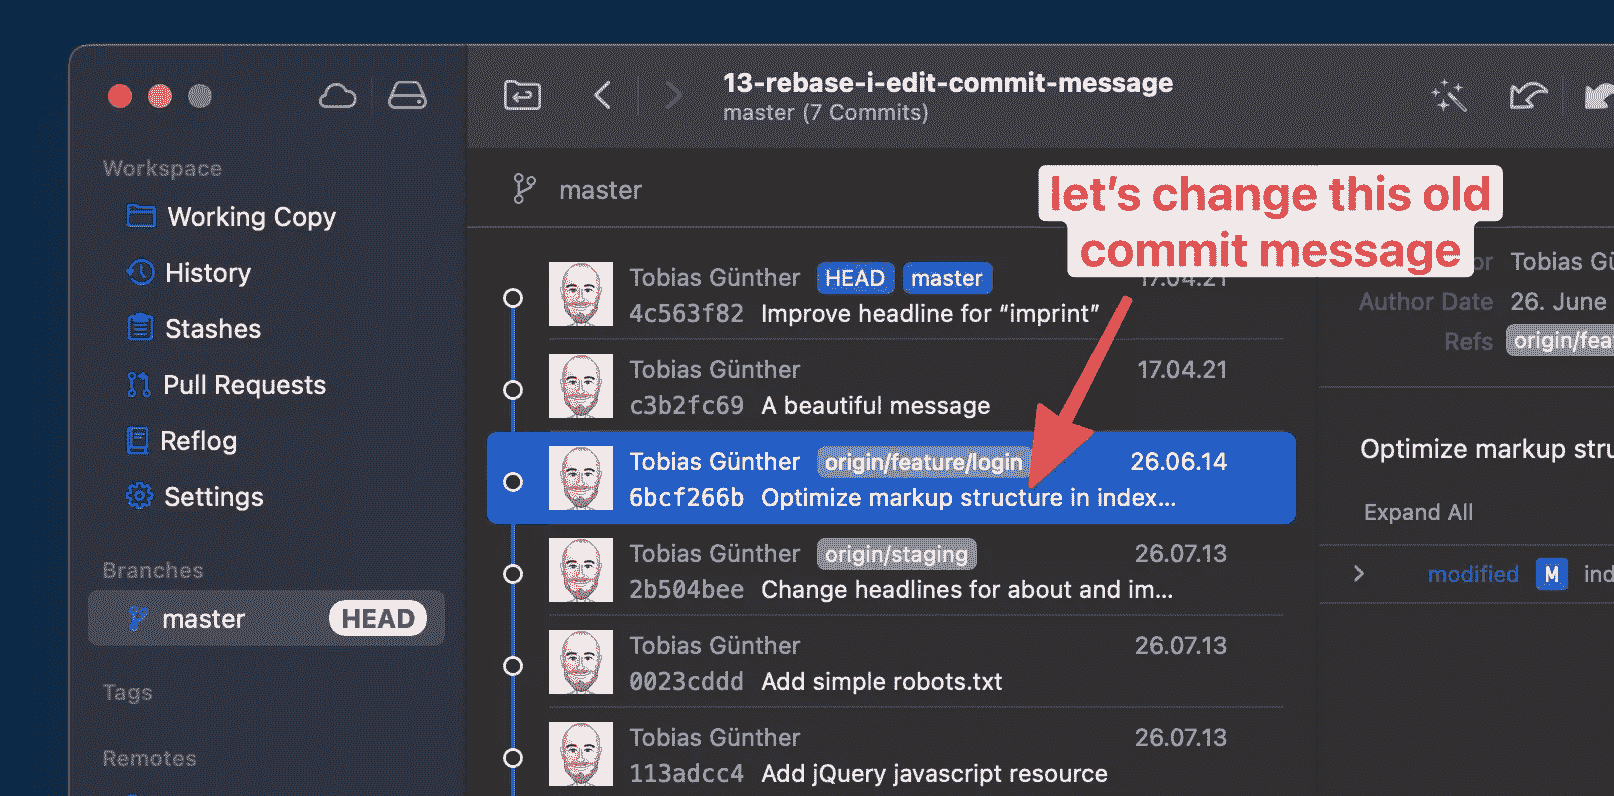 13-rebase-i-edit-commit-message
master (7 Commits)
Workspace
Working Copy
History
Stashes
Pull Requests
Reflog
Settings
Branches
master HEAD
Tags
Remotes
master
let’s change this old
commit message
Tobias Günther HEAD master 17.04.21
4c563f82 Improve headline for “imprint”
Tobias Günther 17.04.21
c3b2fc69 A beautiful message
Tobias Günther origin/feature/login 26.06.14
6bcf266b Optimize markup structure in index...
Tobias Günther origin/staging 26.07.13
2b504bee Change headlines for about and im...
Tobias Günther 26.07.13
0023cddd Add simple robots.txt
Tobias Günther 26.07.13
113adcc4 Add jQuery javascript resource
Tobias
Author Date 26. June
Refs origin/fea
Optimize markup stru
Expand All
modified M ind